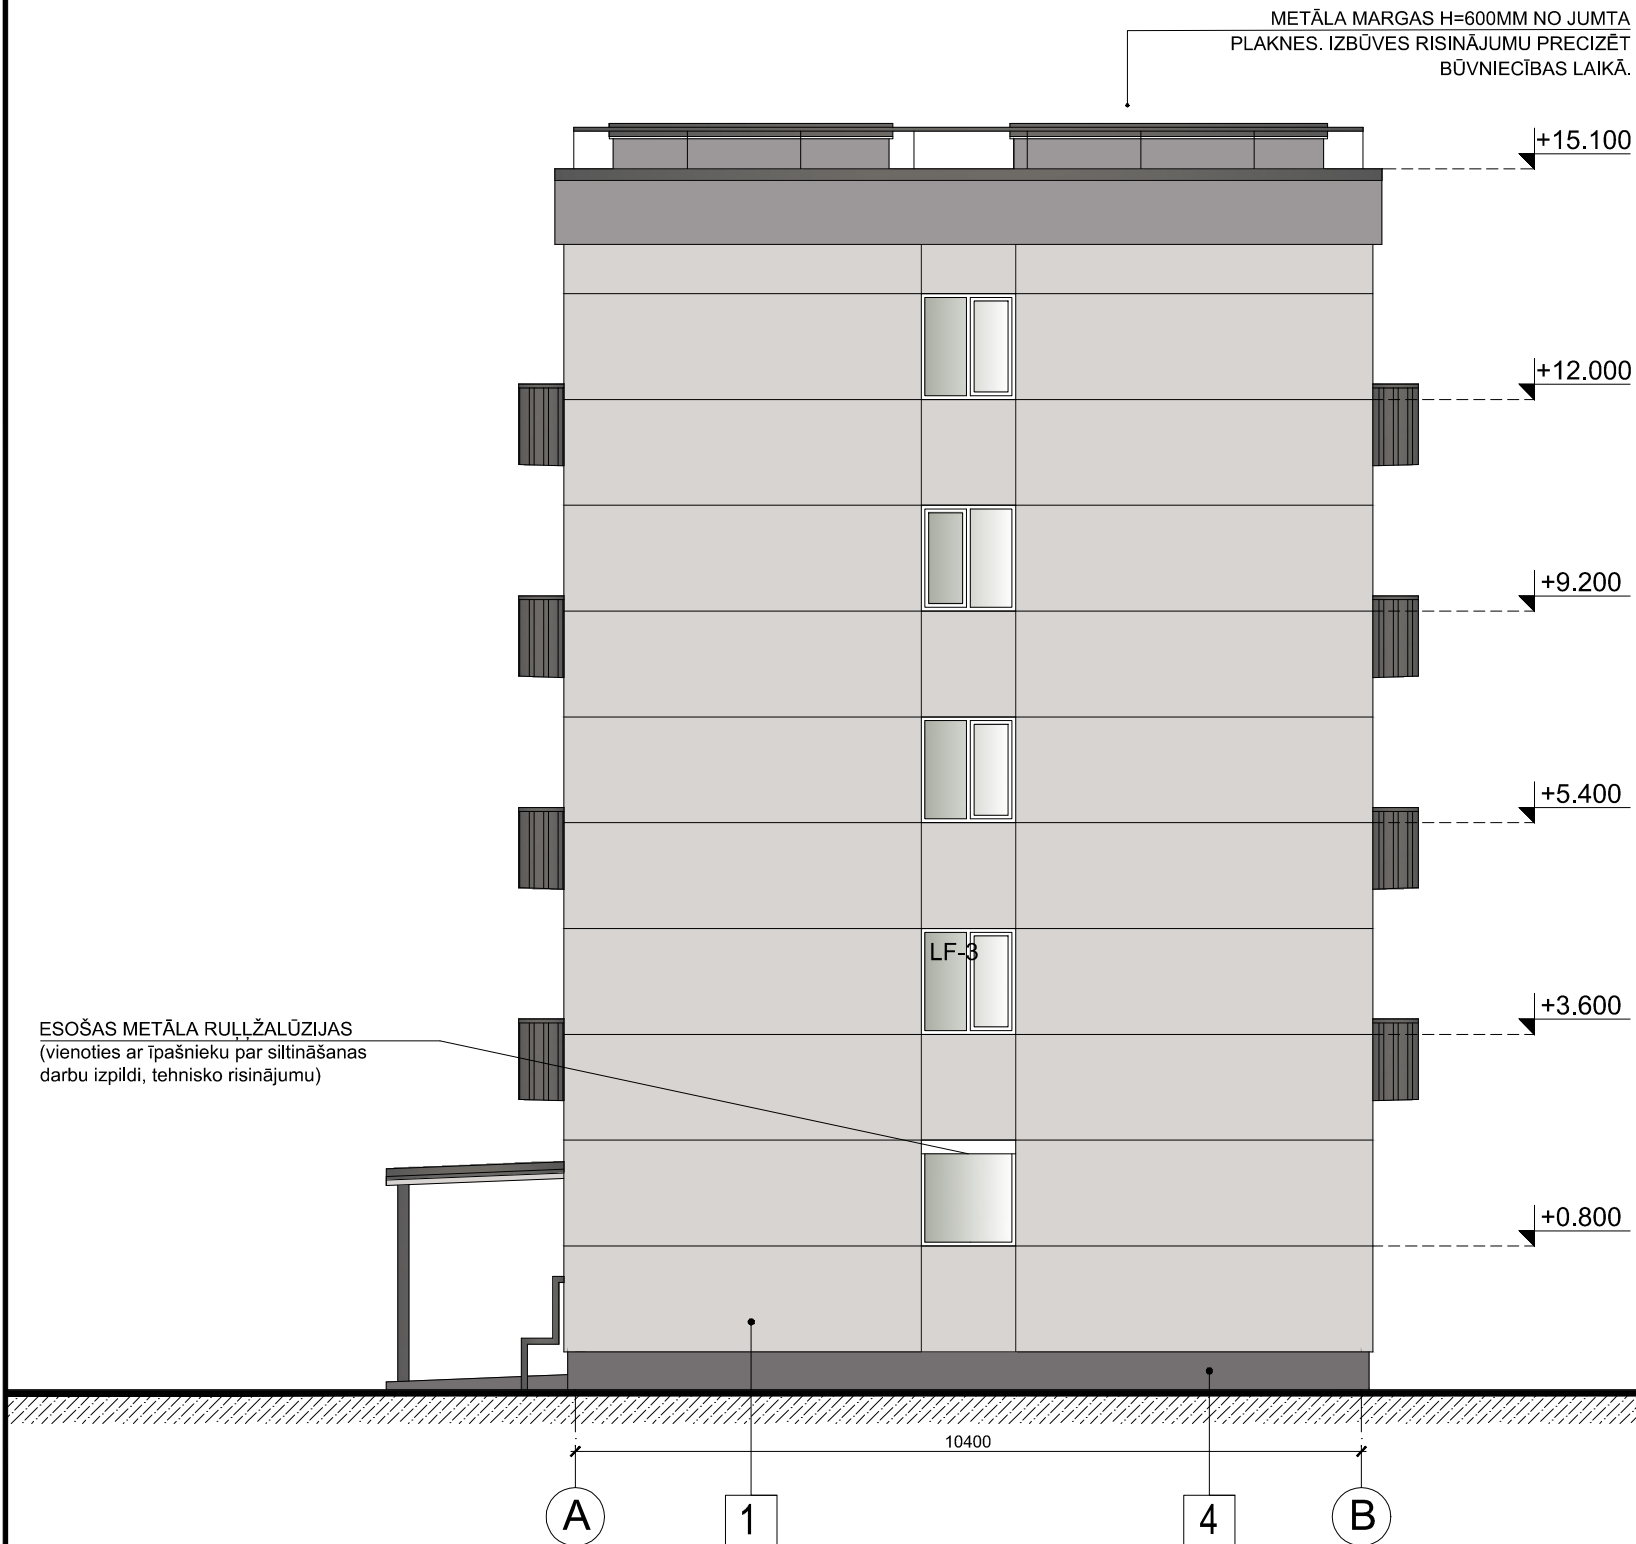 METĀLA MARGAS H=600MM NO JUMTA
PLAKNES. IZBŪVES RISINĀJUMU PRECIZĒT
BŪVNIECĪBAS LAIKĀ.
+15.100
+12.000
+9.200
+5.400
LF-3
+3.600
ESOŠAS METĀLA RUĻĻŽALŪZIJAS
(vienoties ar īpašnieku par siltināšanas
darbu izpildi, tehnisko risinājumu)
+0.800
10400
A
1
4
B